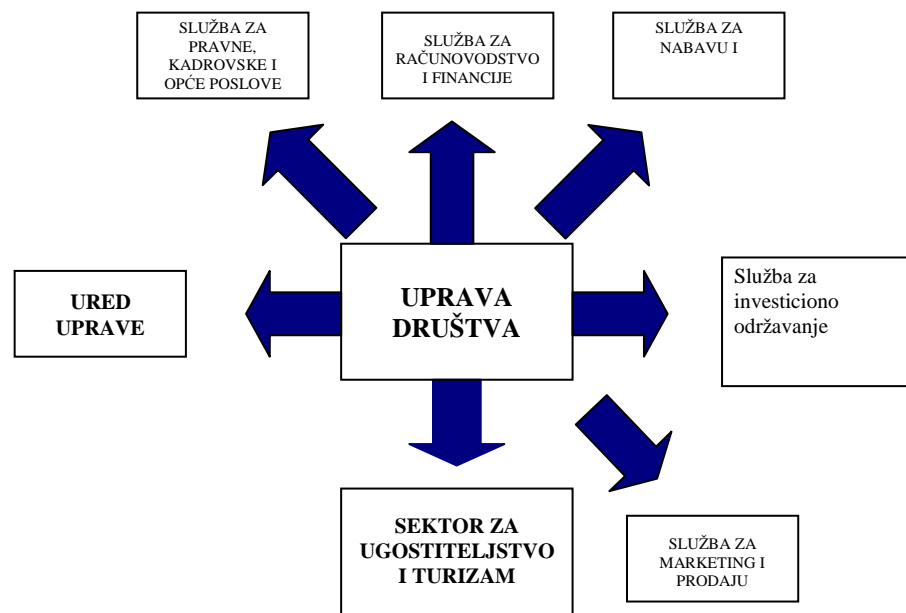 SLUŽBA ZA
PRAVNE,
KADROVSKE I
OPĆE POSLOVE
SLUŽBA ZA
RAČUNOVODSTVO
I FINANCIJE
SLUŽBA ZA
NABAVU I
URED
UPRAVE
UPRAVA
DRUŠTVA
Služba za
investiciono
održavanje
SEKTOR ZA
UGOSTITELJSTVO
I TURIZAM
SLUŽBA ZA
MARKETING I
PRODAJU